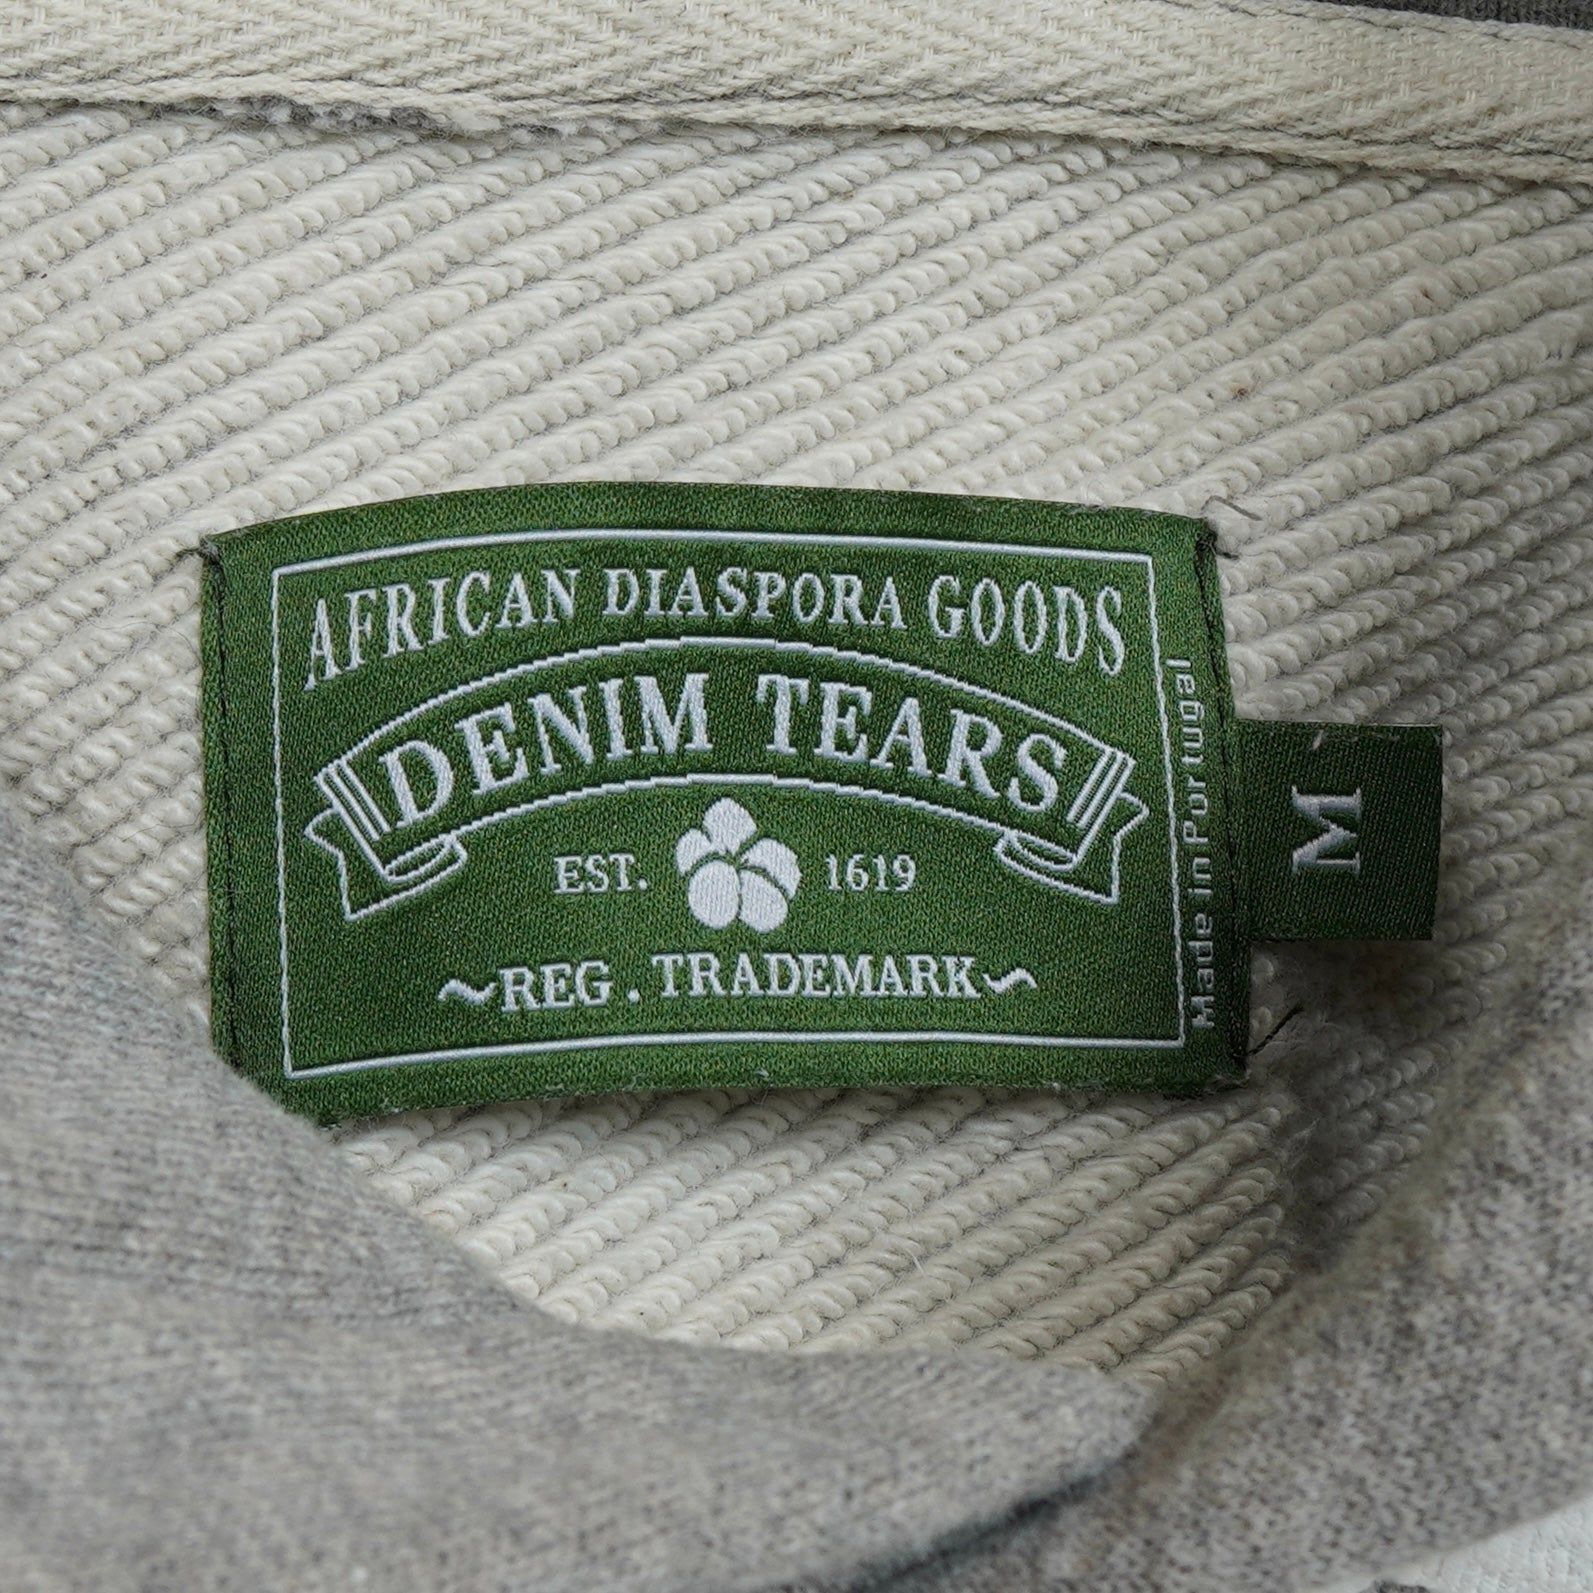 AFRICAN DIASPORA GOODS
DENIM TEARS
EST. 1619
~REG. TRADEMARK~
Made in Portugal
M